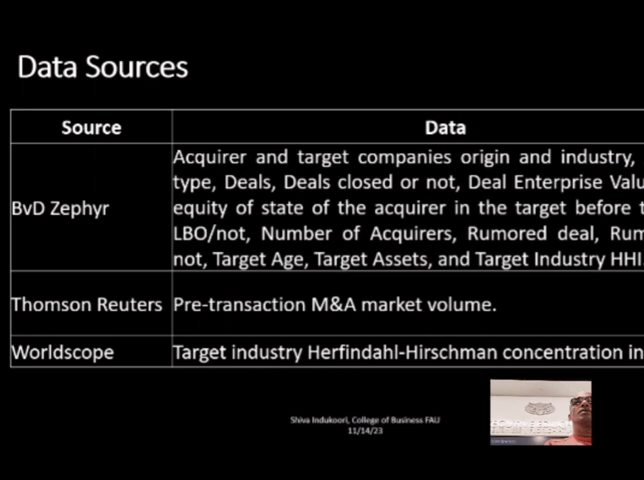 Data Sources
Source Data
Acquirer and target companies origin and industry,
type, Deals, Deals closed or not, Deal Enterprise Valu
BvD Zephyr equity of state of the acquirer in the target before t
LBO/not, Number of Acquirers, Rumored deal, Rum
not, Target Age, Target Assets, and Target Industry HHI
Thomson Reuters Pre-transaction M&A market volume.
Worldscope Target industry Herfindahl-Hirschman concentration in
Shiva Indukoori, College of Business FAU
11/14/23